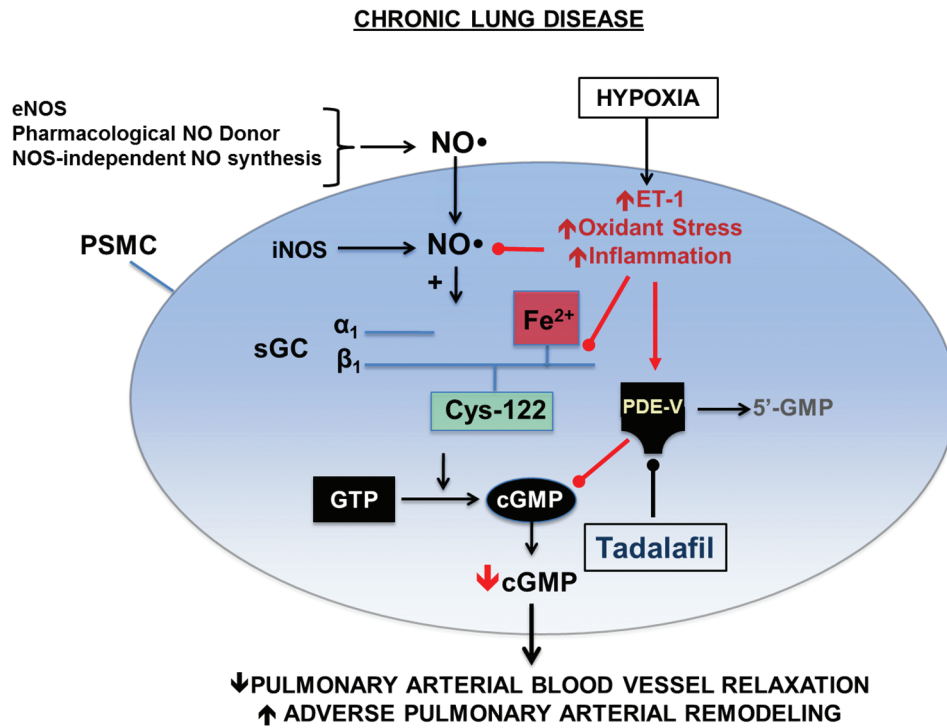 CHRONIC LUNG DISEASE
eNOS
Pharmacological NO Donor
NOS-independent NO synthesis
NO•
HYPOXIA
↑ET-1
↑Oxidant Stress
↑Inflammation
PSMC
iNOS
NO•
+
Fe²⁺
sGC
α₁
β₁
Cys-122
PDE-V
5’-GMP
GTP
cGMP
Tadalafil
↓cGMP
↓PULMONARY ARTERIAL BLOOD VESSEL RELAXATION
↑ ADVERSE PULMONARY ARTERIAL REMODELING